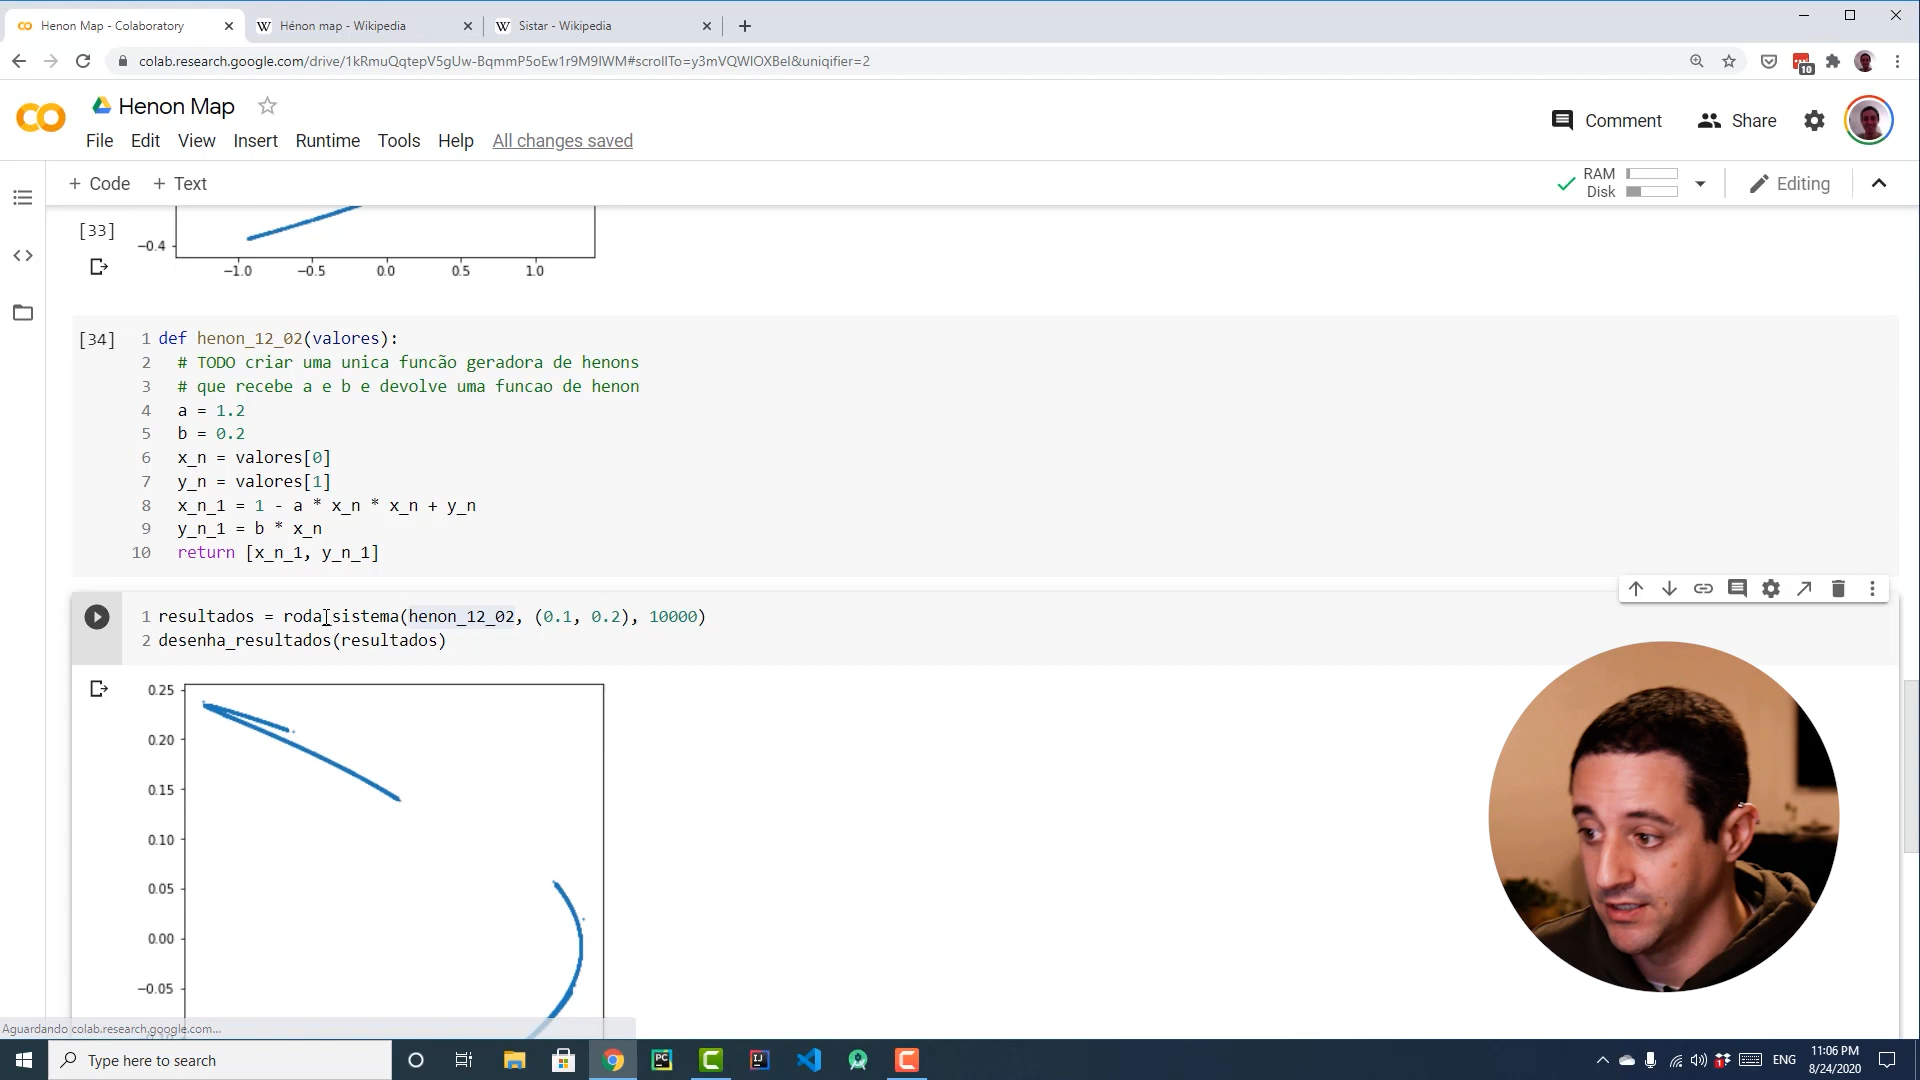 Henon Map - Colaboratory
Hénon map - Wikipedia
Sistar - Wikipedia
colab.research.google.com/drive/1kRmuQqtepV5gUw-BqmmP5oEw1r9M9IWM#scrollTo=y3mVQWIOXBel&uniqifier=2
10
Henon Map
Comment
Share
File Edit View Insert Runtime Tools Help All changes saved
+ Code + Text
RAM
Disk
Editing
[33]
−0.4
−1.0 −0.5 0.0 0.5 1.0
[34]
1 def henon_12_02(valores):
2 # TODO criar uma unica funcão geradora de henons
3 # que recebe a e b e devolve uma funcao de henon
4 a = 1.2
5 b = 0.2
6 x_n = valores[0]
7 y_n = valores[1]
8 x_n_1 = 1 - a * x_n * x_n + y_n
9 y_n_1 = b * x_n
10 return [x_n_1, y_n_1]
1 resultados = roda_sistema(henon_12_02, (0.1, 0.2), 10000)
2 desenha_resultados(resultados)
0.25
0.20
0.15
0.10
0.05
0.00
−0.05
Aguardando colab.research.google.com...
Type here to search
ENG
11:06 PM
8/24/2020